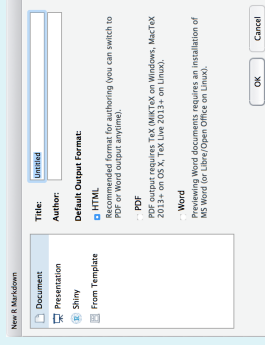 New R Markdown
Document
Presentation
Shiny
From Template
Title:
Untitled
Author:
Default Output Format:
HTML
Recommended format for authoring (you can switch to
PDF or Word output anytime).
PDF
PDF output requires TeX (MiKTeX on Windows, MacTeX
2013+ on OS X, TeX Live 2013+ on Linux).
Word
Previewing Word documents requires an installation of
MS Word (or Libre/Open Office on Linux).
OK
Cancel